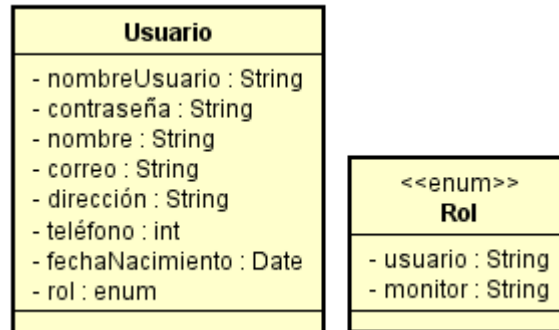 Usuario
- nombreUsuario : String
- contraseña : String
- nombre : String
- correo : String
- dirección : String
- teléfono : int
- fechaNacimiento : Date
- rol : enum
<<enum>>
Rol
- usuario : String
- monitor : String